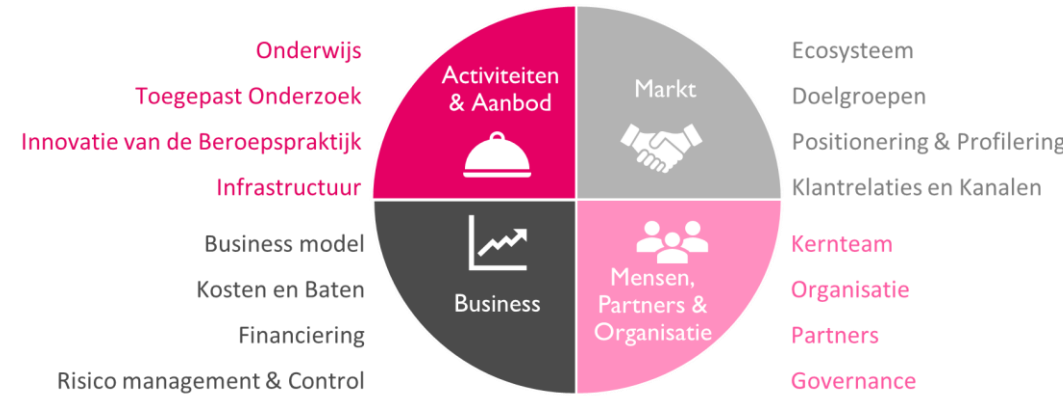 Onderwijs
Toegepast Onderzoek
Innovatie van de Beroepspraktijk
Infrastructuur
Activiteiten
& Aanbod
Markt
Ecosysteem
Doelgroepen
Positionering & Profilering
Klantrelaties en Kanalen
Business model
Kosten en Baten
Financiering
Risico management & Control
Business
Mensen,
Partners &
Organisatie
Kernteam
Organisatie
Partners
Governance